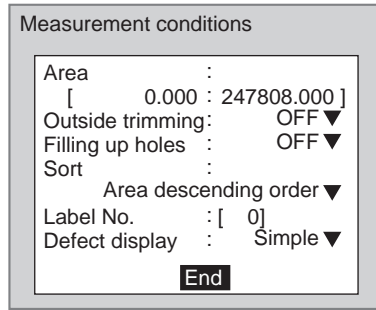 Measurement conditions
Area :
[ 0.000 : 247808.000 ]
Outside trimming: OFF▼
Filling up holes : OFF▼
Sort :
Area descending order ▼
Label No. : [ 0]
Defect display : Simple ▼
End